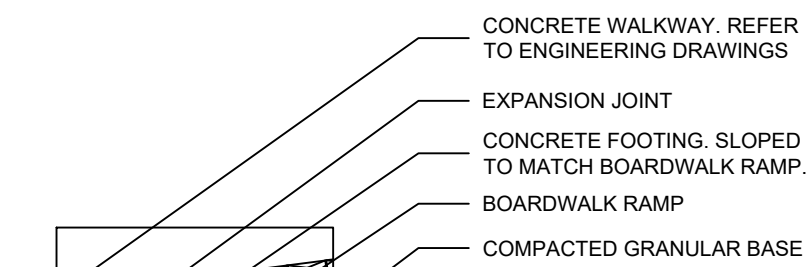 CONCRETE WALKWAY. REFER
TO ENGINEERING DRAWINGS
EXPANSION JOINT
CONCRETE FOOTING. SLOPED
TO MATCH BOARDWALK RAMP.
BOARDWALK RAMP
COMPACTED GRANULAR BASE